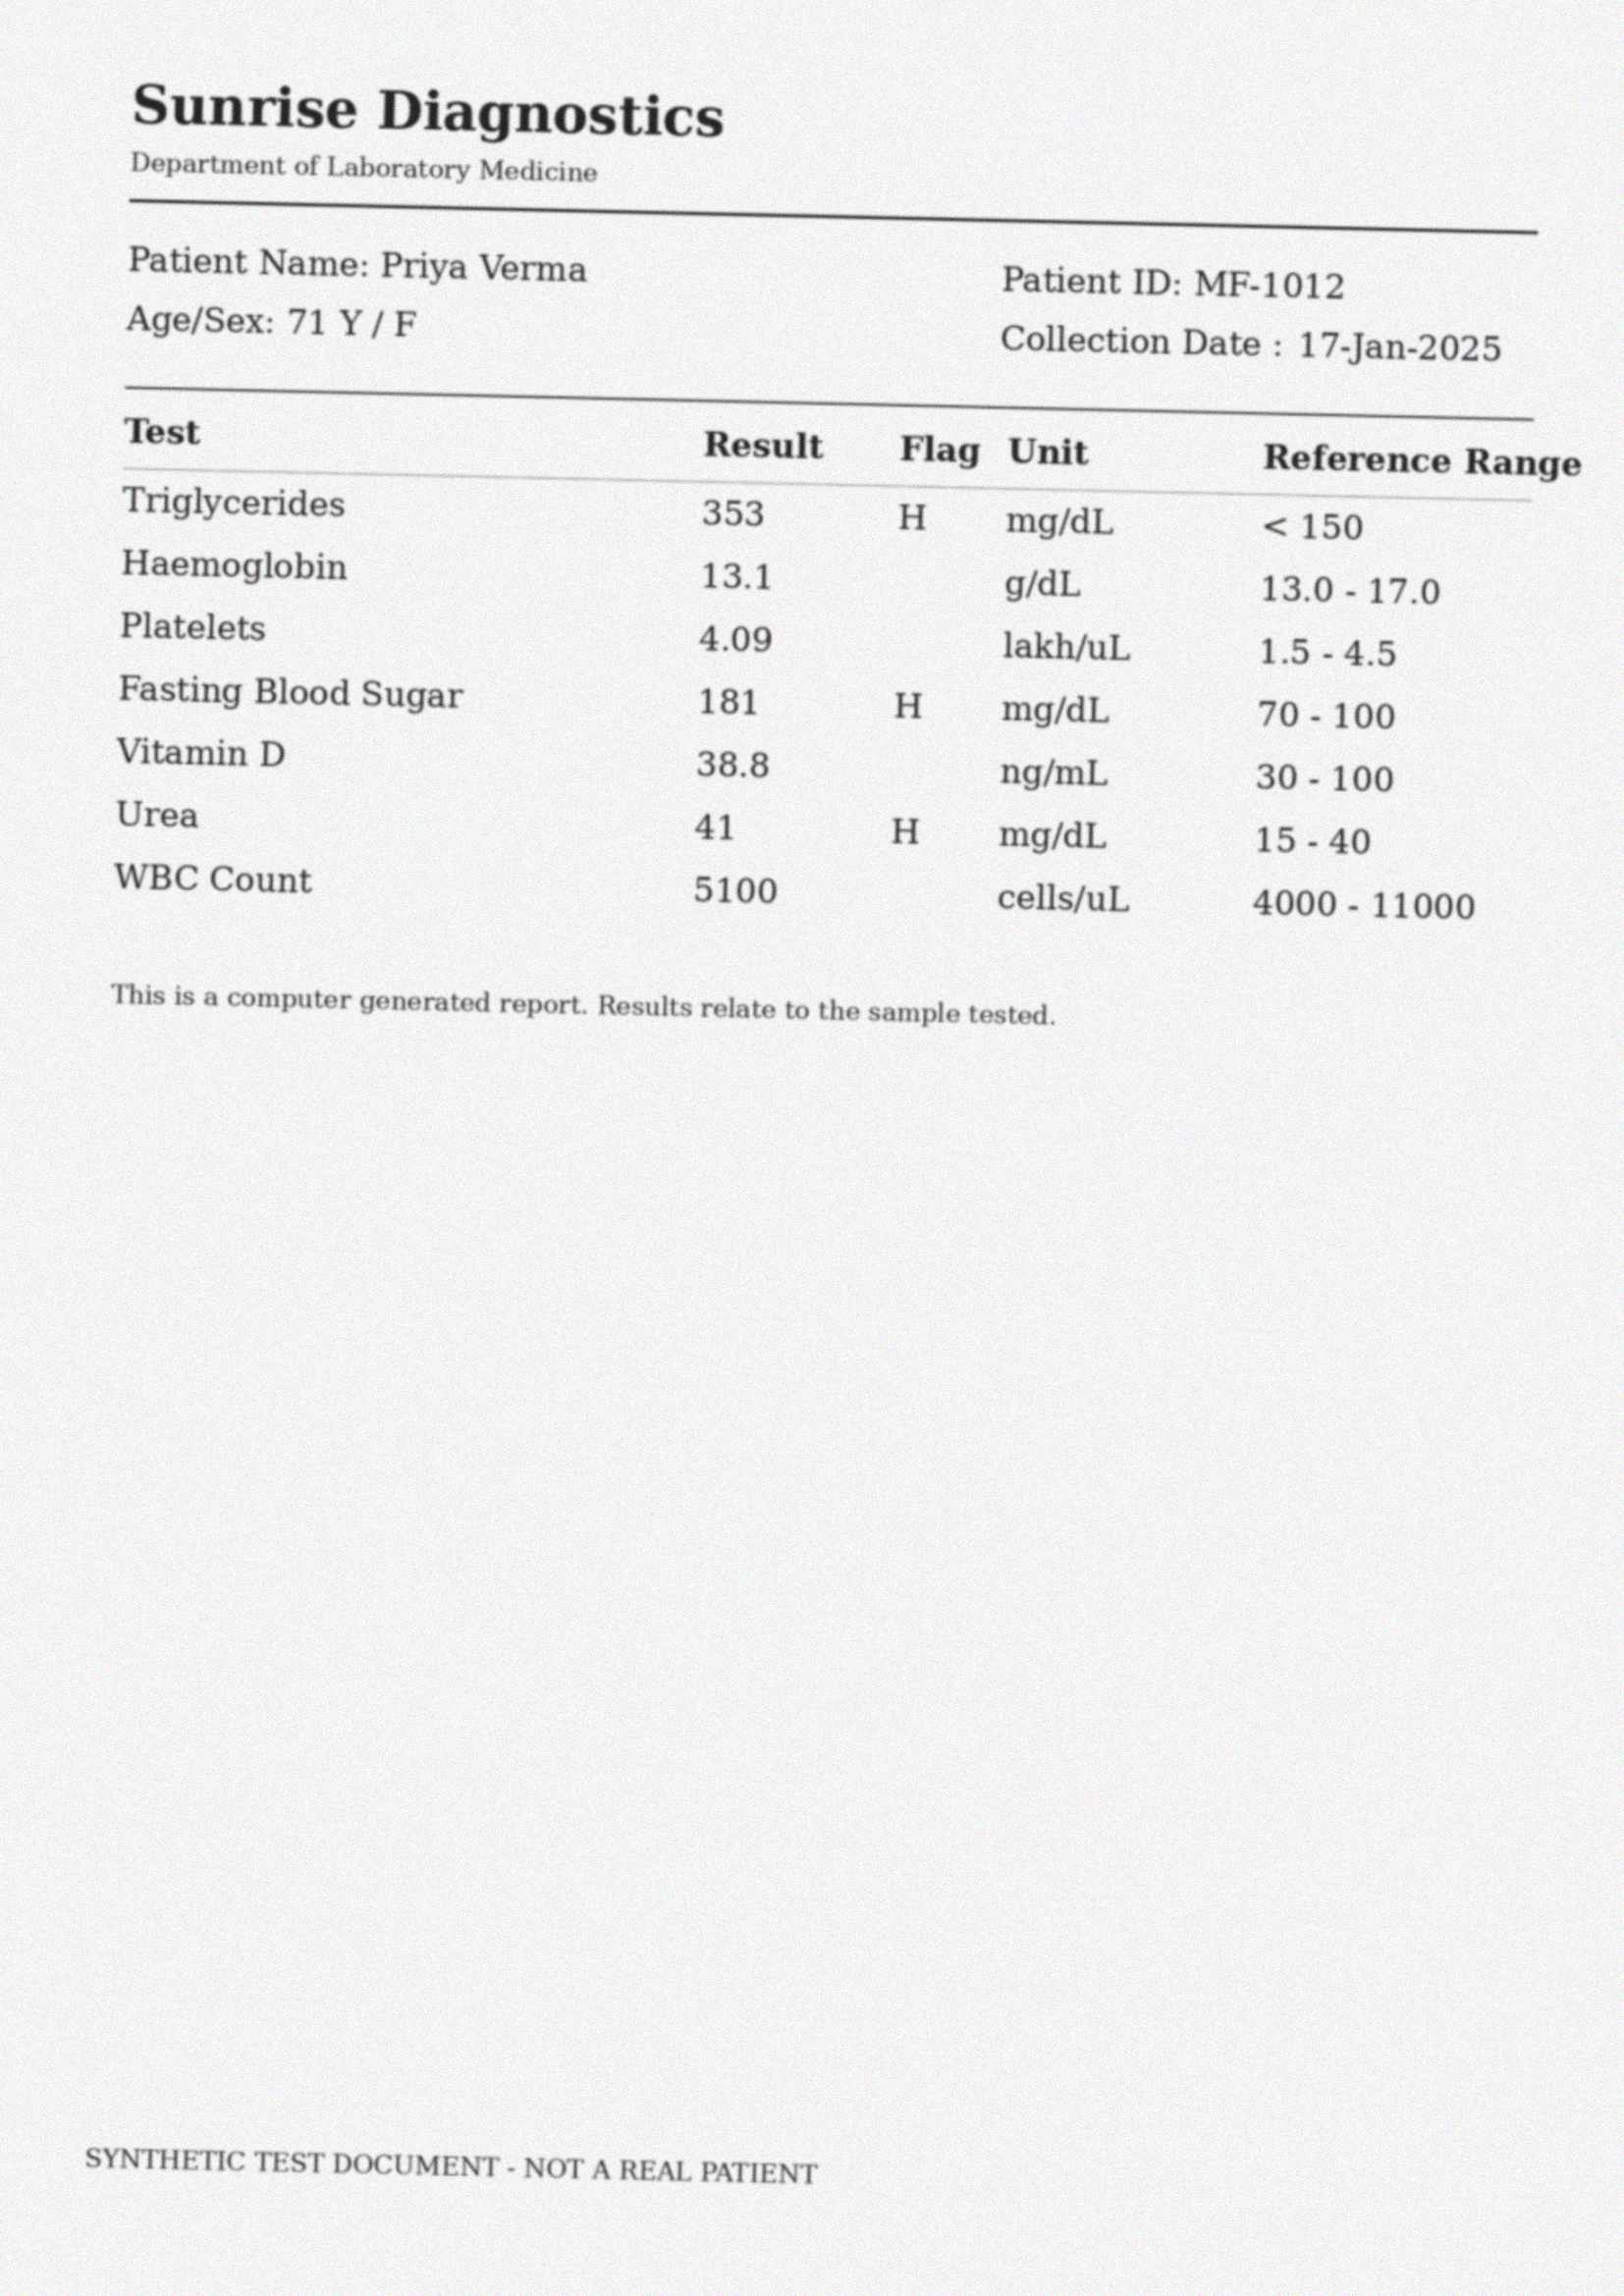 Sunrise Diagnostics
Department of Laboratory Medicine
Patient Name: Priya Verma Patient ID: MF-1012
Age/Sex: 71 Y / F Collection Date : 17-Jan-2025
Test Result Flag Unit Reference Range
Triglycerides 353 H mg/dL < 150
Haemoglobin 13.1 g/dL 13.0 - 17.0
Platelets 4.09 lakh/uL 1.5 - 4.5
Fasting Blood Sugar 181 H mg/dL 70 - 100
Vitamin D 38.8 ng/mL 30 - 100
Urea 41 H mg/dL 15 - 40
WBC Count 5100 cells/uL 4000 - 11000
This is a computer generated report. Results relate to the sample tested.
SYNTHETIC TEST DOCUMENT - NOT A REAL PATIENT